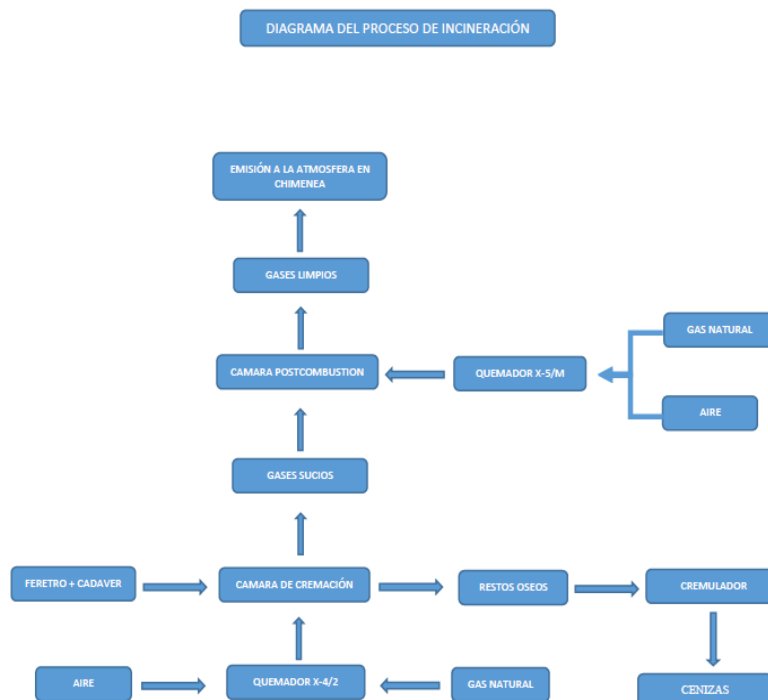 DIAGRAMA DEL PROCESO DE INCINERACIÓN
EMISIÓN A LA ATMOSFERA EN
CHIMENEA
GASES LIMPIOS
GAS NATURAL
CAMARA POSTCOMBUSTION
QUEMADOR X-5/M
AIRE
GASES SUCIOS
FERETRO + CADAVER
CAMARA DE CREMACIÓN
RESTOS OSEOS
CREMULADOR
AIRE
QUEMADOR X-4/2
GAS NATURAL
CENIZAS